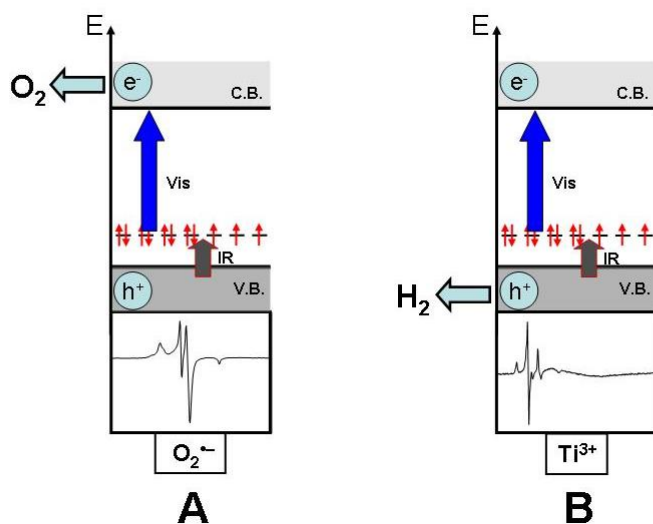 E
O₂
e⁻
C.B.
Vis
IR
h⁺
V.B.
O₂•–
A
E
e⁻
C.B.
Vis
IR
H₂
h⁺
V.B.
Ti³⁺
B